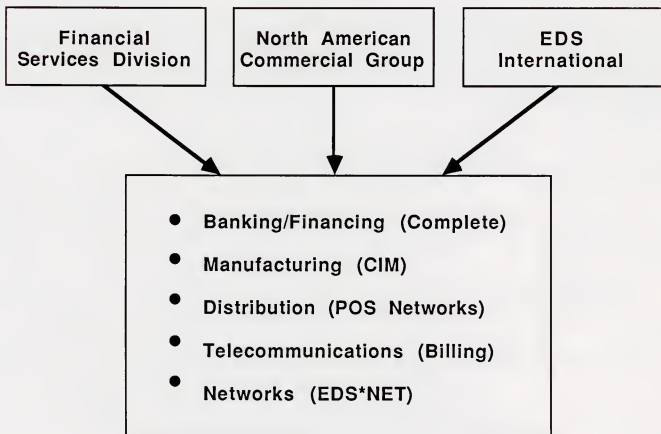 Financial
Services Division
North American
Commercial Group
EDS
International
• Banking/Financing (Complete)
• Manufacturing (CIM)
• Distribution (POS Networks)
• Telecommunications (Billing)
• Networks (EDS*NET)